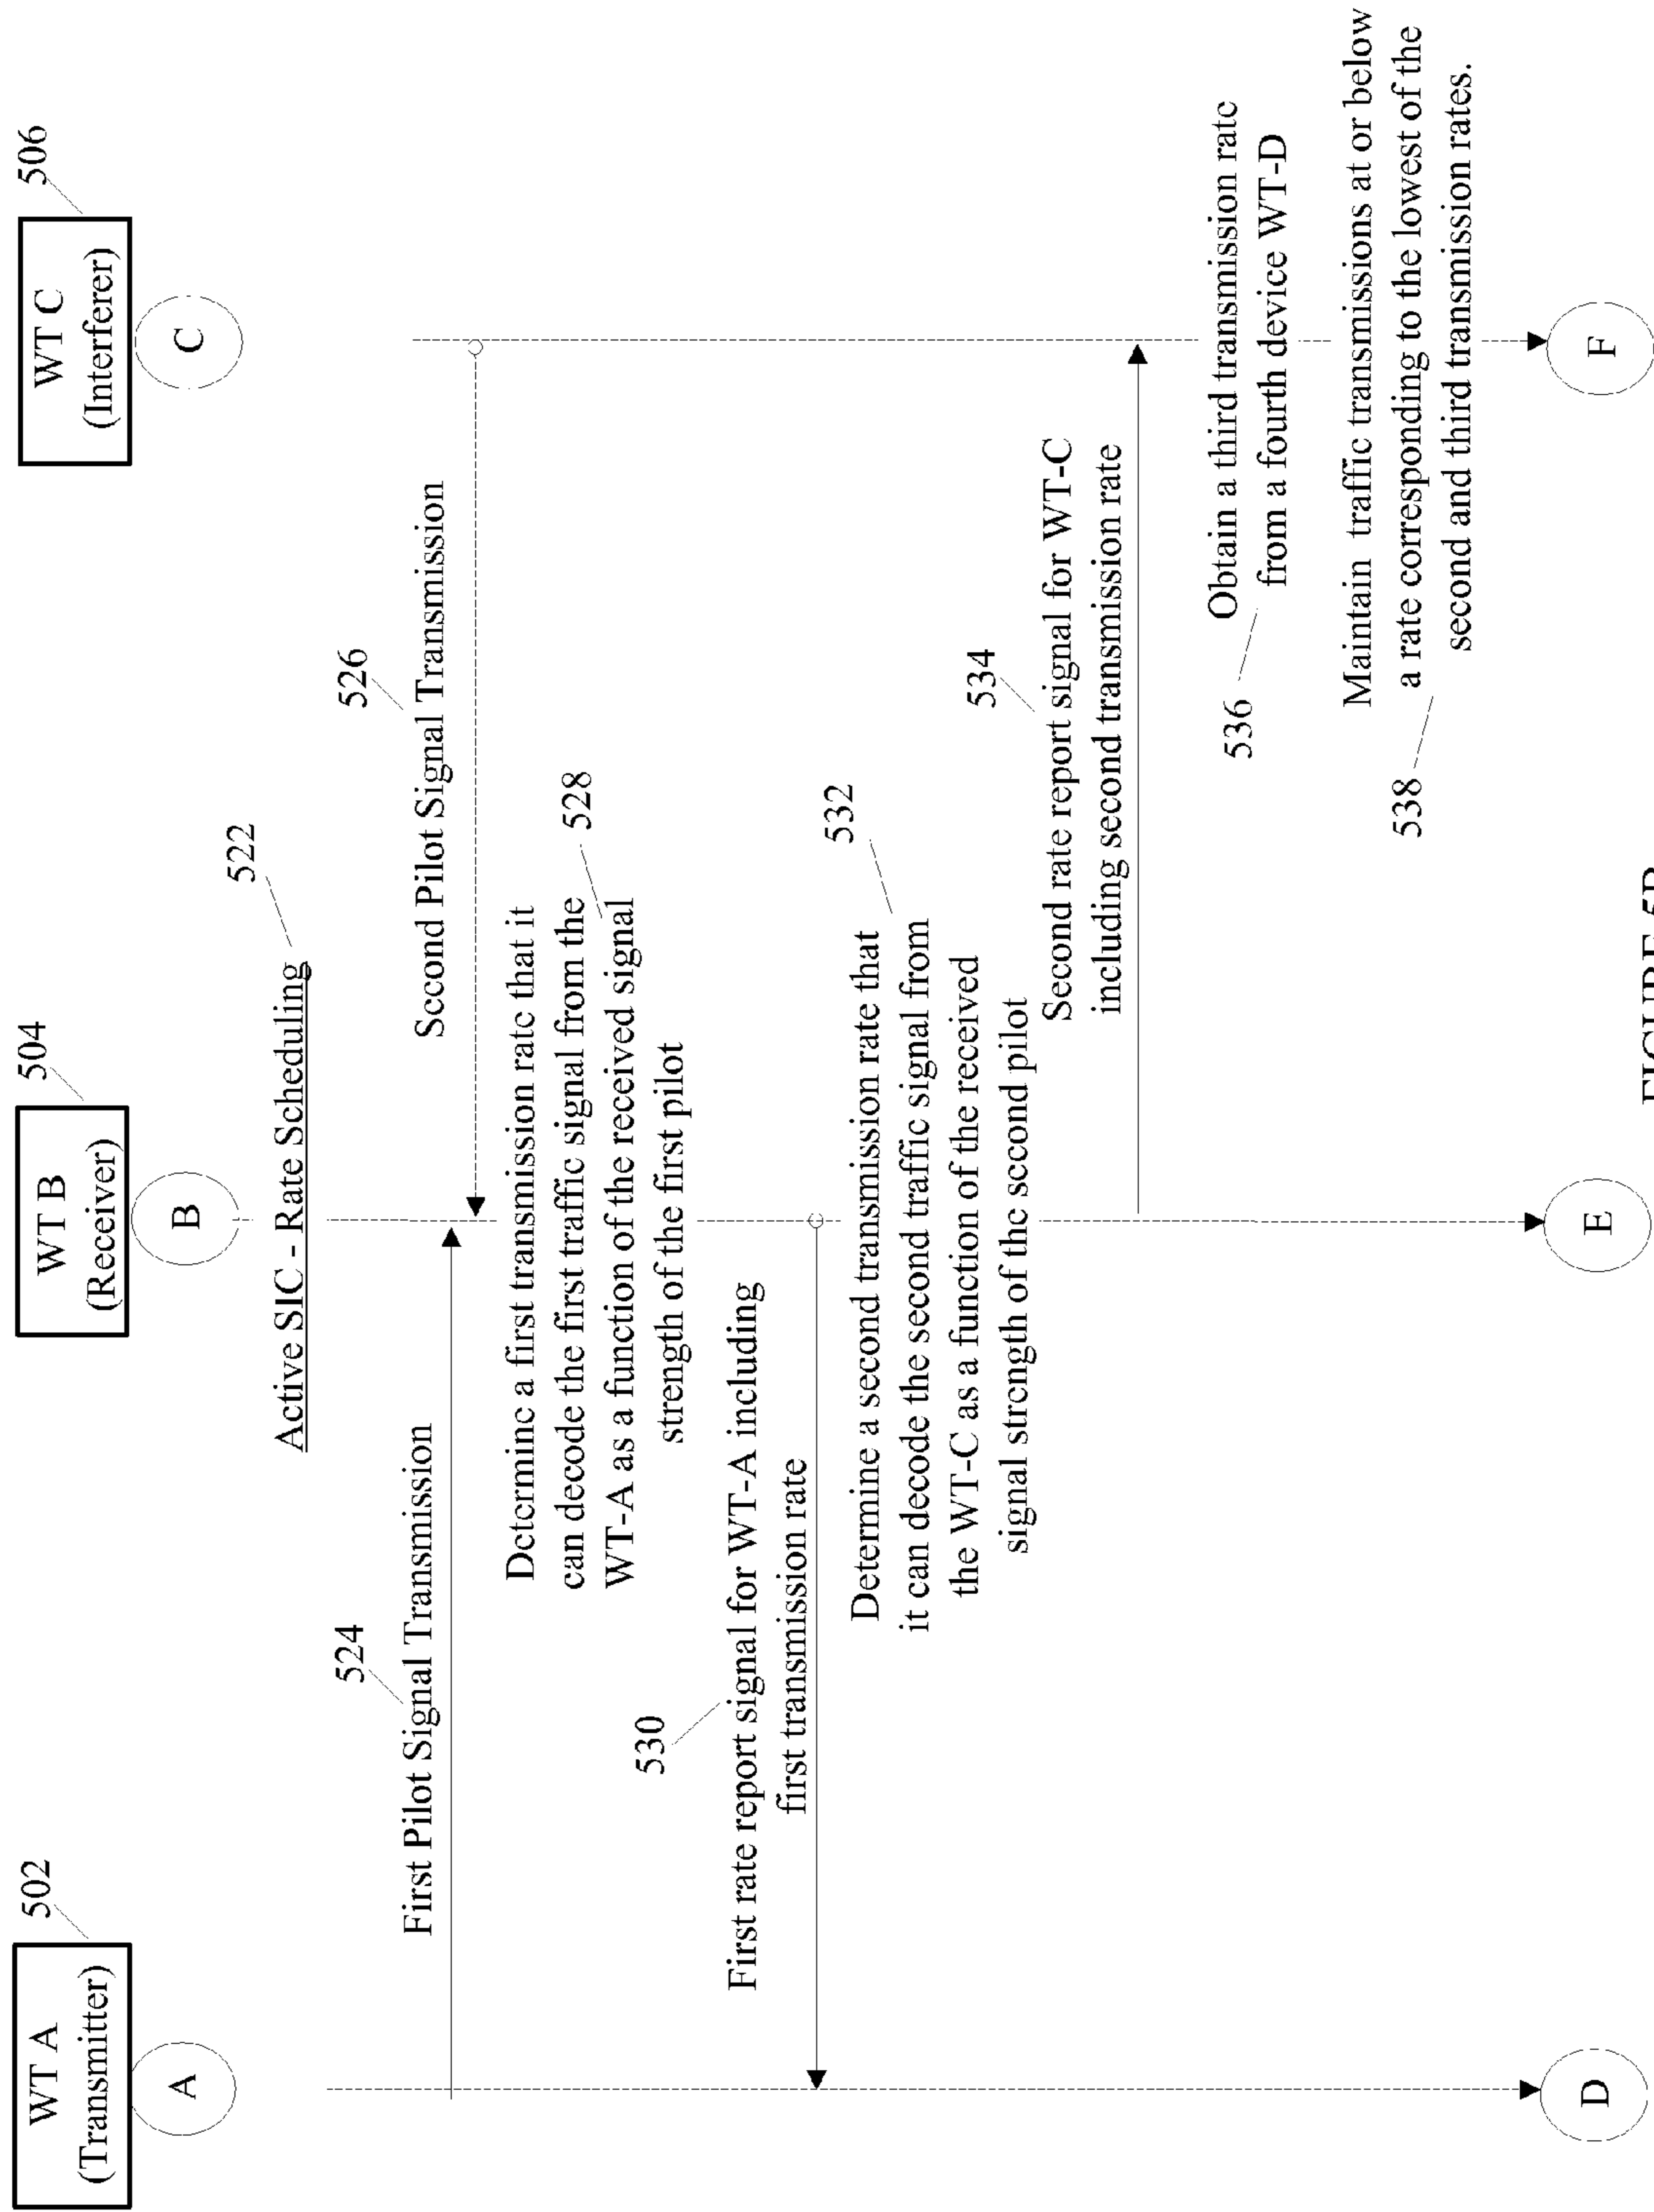 WT A
(Transmitter)
502
A
WT B
(Receiver)
504
B
WT C
(Interferer)
506
C
Active SIC - Rate Scheduling
522
524
First Pilot Signal Transmission
526
Second Pilot Signal Transmission
Determine a first transmission rate that it
can decode the first traffic signal from the
WT-A as a function of the received signal
strength of the first pilot
528
530
First rate report signal for WT-A including
first transmission rate
Determine a second transmission rate that
it can decode the second traffic signal from
the WT-C as a function of the received
signal strength of the second pilot
532
534
Second rate report signal for WT-C
including second transmission rate
Obtain a third transmission rate
from a fourth device WT-D
536
Maintain traffic transmissions at or below
a rate corresponding to the lowest of the
second and third transmission rates.
538
D
E
F
FIGURE 5B